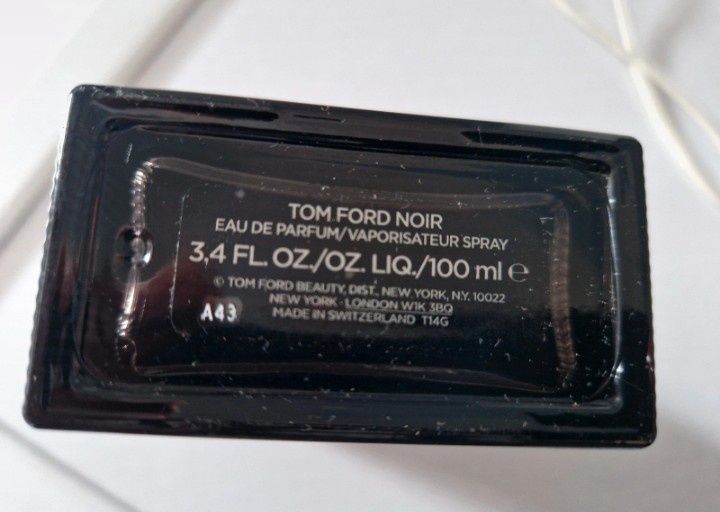 TOM FORD NOIR
EAU DE PARFUM/VAPORISATEUR SPRAY
3,4 FL. OZ./OZ. LIQ./100 ml ℮
© TOM FORD BEAUTY, DIST. NEW YORK, N.Y. 10022
NEW YORK · LONDON W1K 3BQ
MADE IN SWITZERLAND T14G
A43